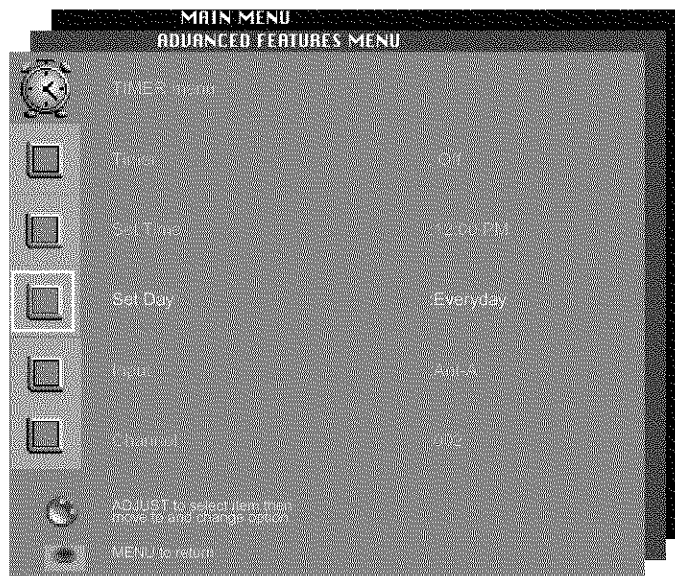 MAIN MENU
ADVANCED FEATURES MENU
TIMER menu
Timer Off
Set Time 12:00 PM
Set Day Everyday
Input Ant-A
Channel 002
ADJUST to select item then
move to and change option
MENU to return